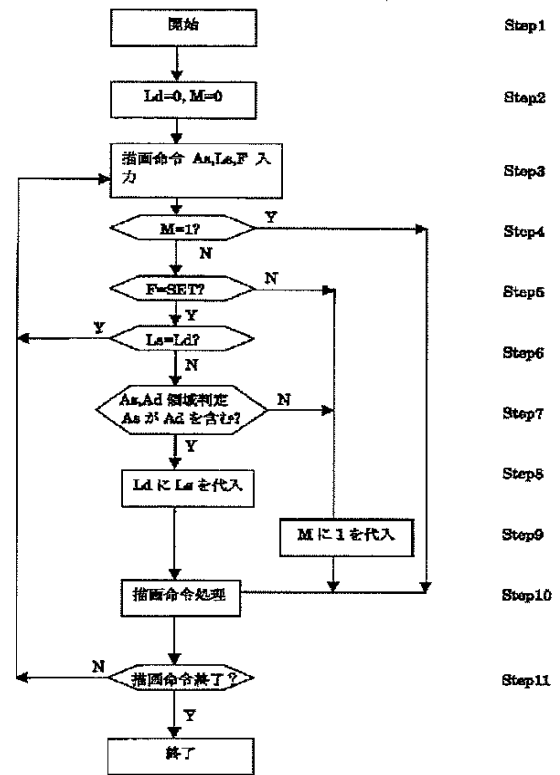 開始 Step1
Ld=0, M=0 Step2
描画命令 As,Ls,F 入
力 Step3
M=1? Y Step4
N
F=SET? N Step5
Y
Y Ls=Ld? Step6
N
As,Ad 領域判定 N
As が Ad を含む? Step7
Y
Ld に Ls を代入 Step8
M に 1 を代入 Step9
描画命令処理 Step10
N 描画命令終了? Step11
Y
終了